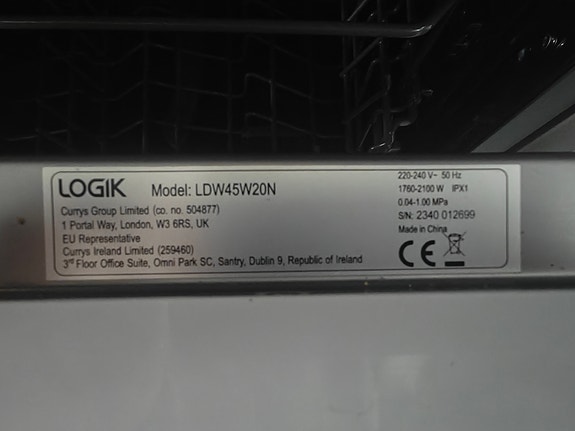 LOGIK Model: LDW45W20N
Currys Group Limited (co. no. 504877)
1 Portal Way, London, W3 6RS, UK
EU Representative
Currys Ireland Limited (259460)
3rd Floor Office Suite, Omni Park SC, Santry, Dublin 9, Republic of Ireland
220-240 V~ 50 Hz
1760-2100 W IPX1
0.04-1.00 MPa
S/N: 2340 012699
Made in China
CE